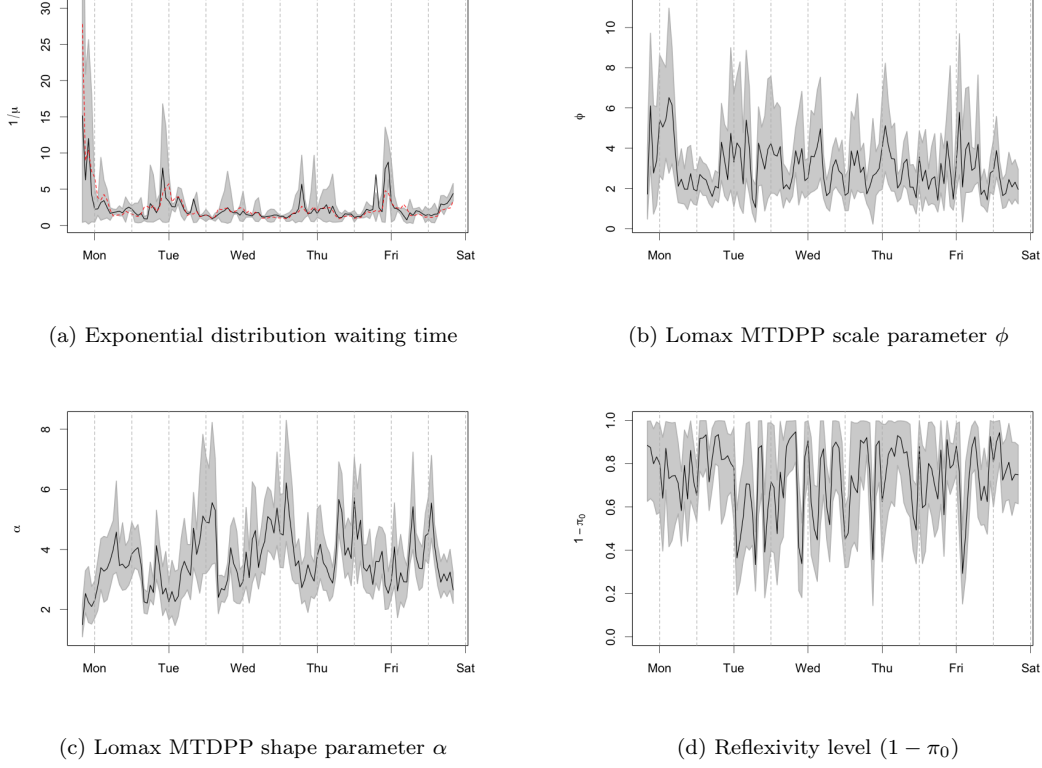 30
25
20
15
10
5
0
1/μ
Mon Tue Wed Thu Fri Sat
(a) Exponential distribution waiting time
10
8
6
4
2
0
ϕ
Mon Tue Wed Thu Fri Sat
(b) Lomax MTDPP scale parameter ϕ
8
6
4
2
α
Mon Tue Wed Thu Fri Sat
(c) Lomax MTDPP shape parameter α
1.0
0.8
0.6
0.4
0.2
0.0
1 − π0
Mon Tue Wed Thu Fri Sat
(d) Reflexivity level (1 − π0)